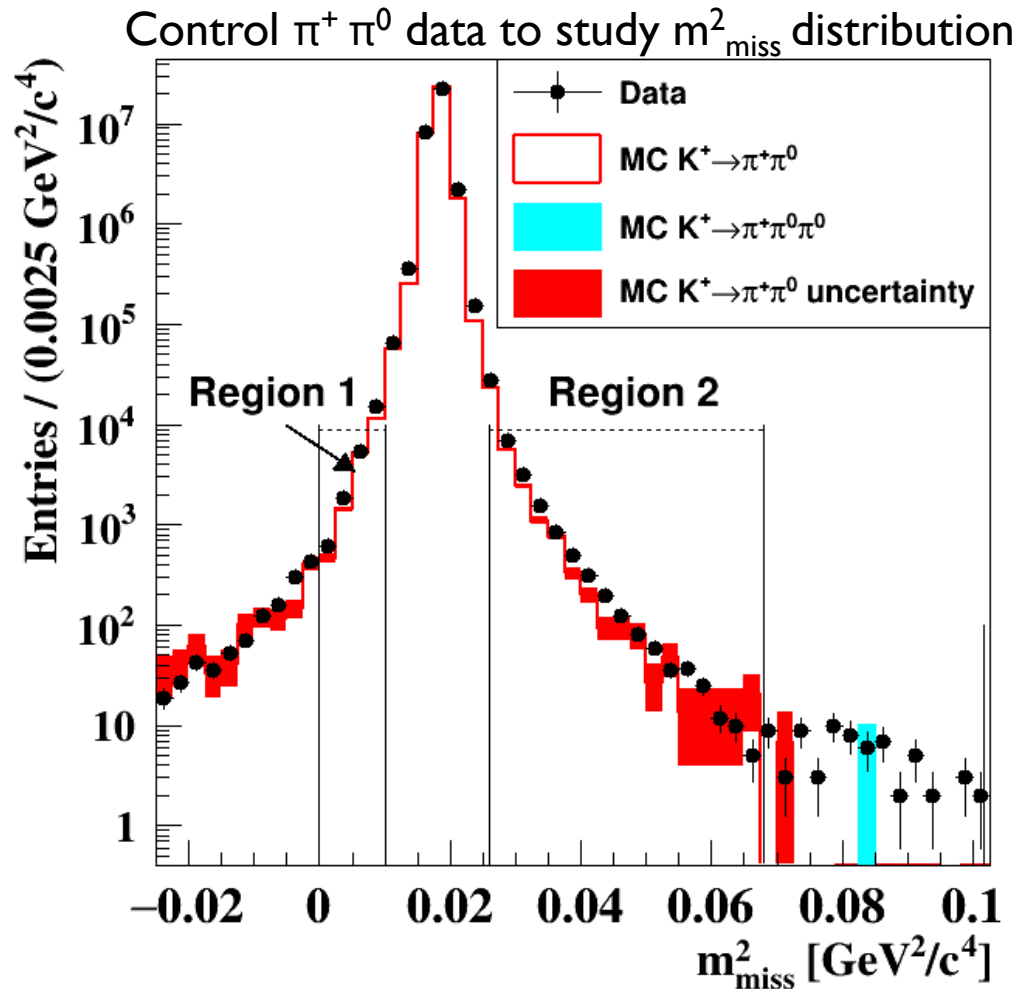 Control π⁺ π⁰ data to study m²miss distribution
Data
MC K⁺→π⁺π⁰
MC K⁺→π⁺π⁰π⁰
MC K⁺→π⁺π⁰ uncertainty
Region 1
Region 2
Entries / (0.0025 GeV²/c⁴)
10⁷
10⁶
10⁵
10⁴
10³
10²
10
1
−0.02 0 0.02 0.04 0.06 0.08 0.1
m²miss [GeV²/c⁴]